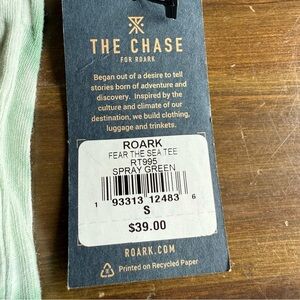 THE CHASE
FOR ROARK
Began out of a desire to tell
stories born of adventure and
discovery. Inspired by the
culture and climate of our
destination, we build clothing,
luggage and trinkets.
ROARK
FEAR THE SEA TEE
RT995
SPRAY GREEN
1 93313 12483 6
S
$39.00
ROARK.COM
Printed on Recycled Paper